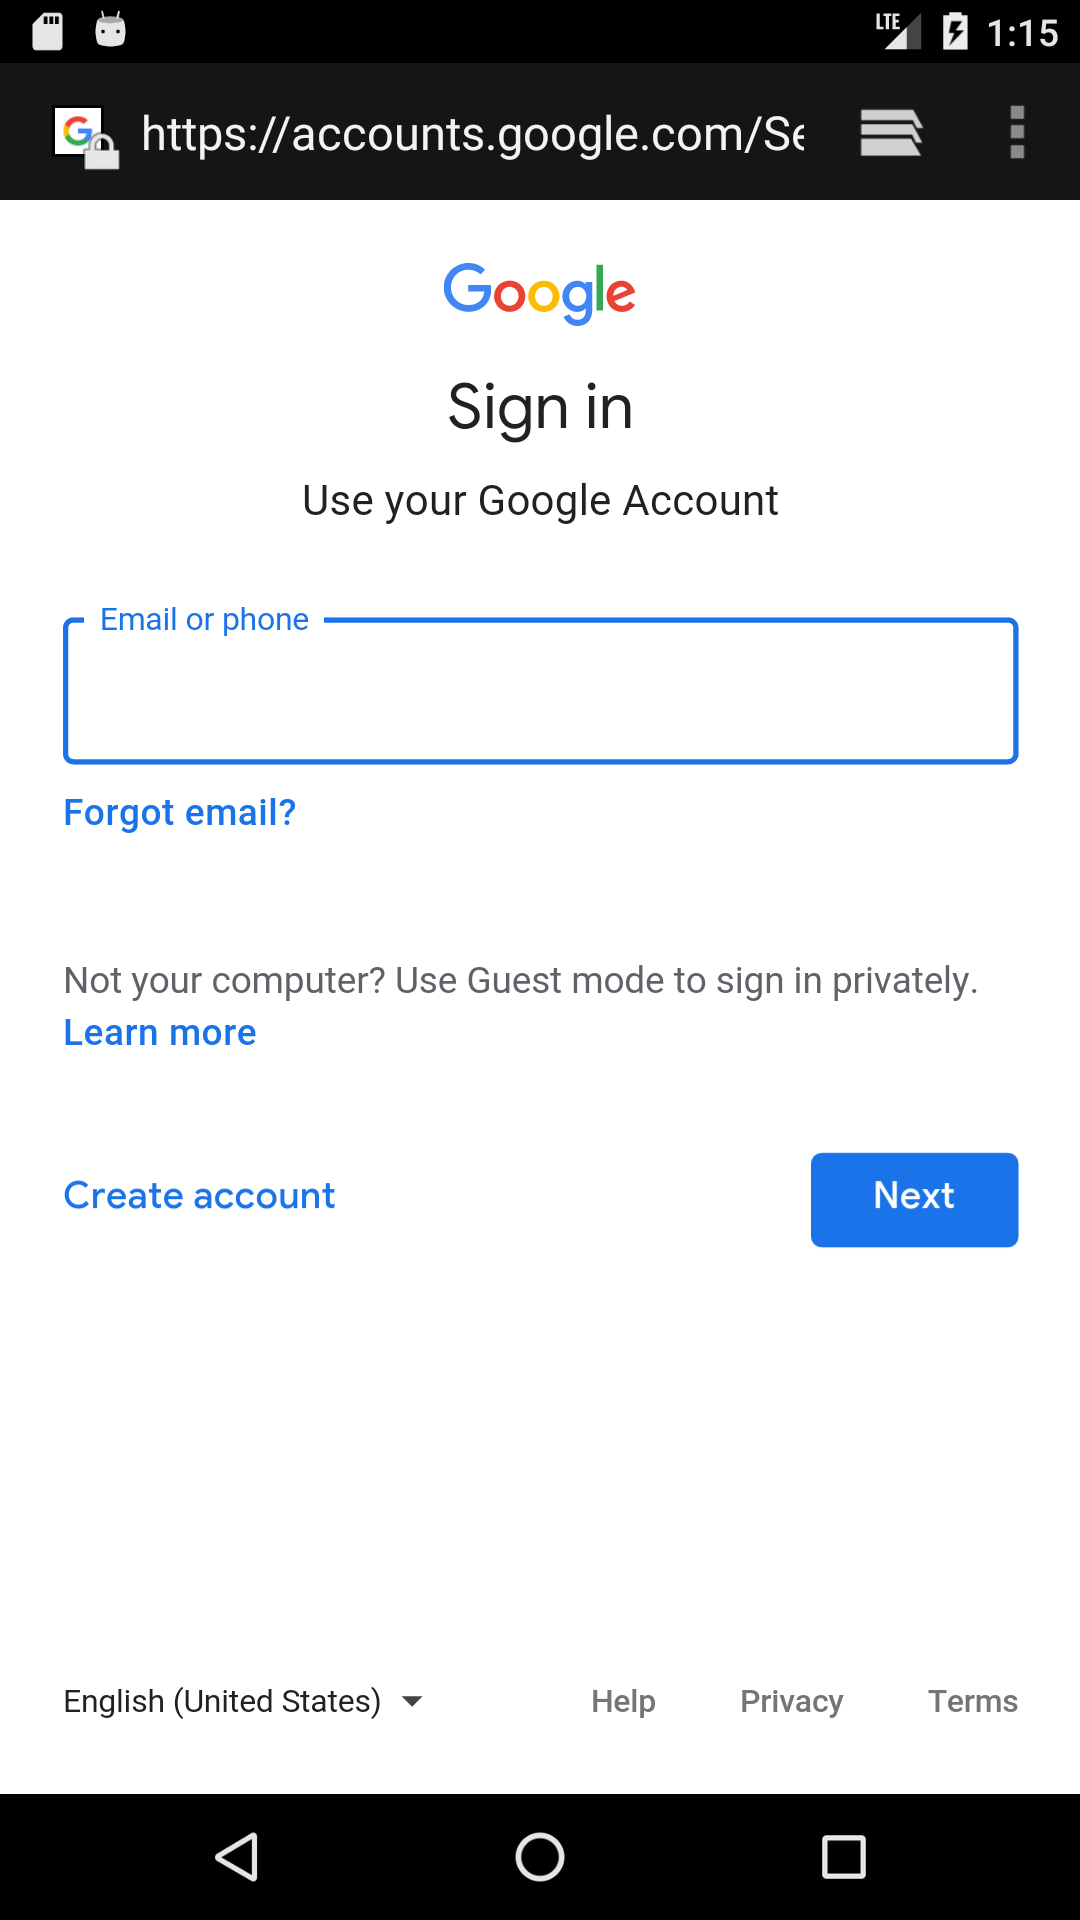 LTE 1:15
https://accounts.google.com/Se
Google
Sign in
Use your Google Account
Email or phone
Forgot email?
Not your computer? Use Guest mode to sign in privately.
Learn more
Create account Next
English (United States) Help Privacy Terms